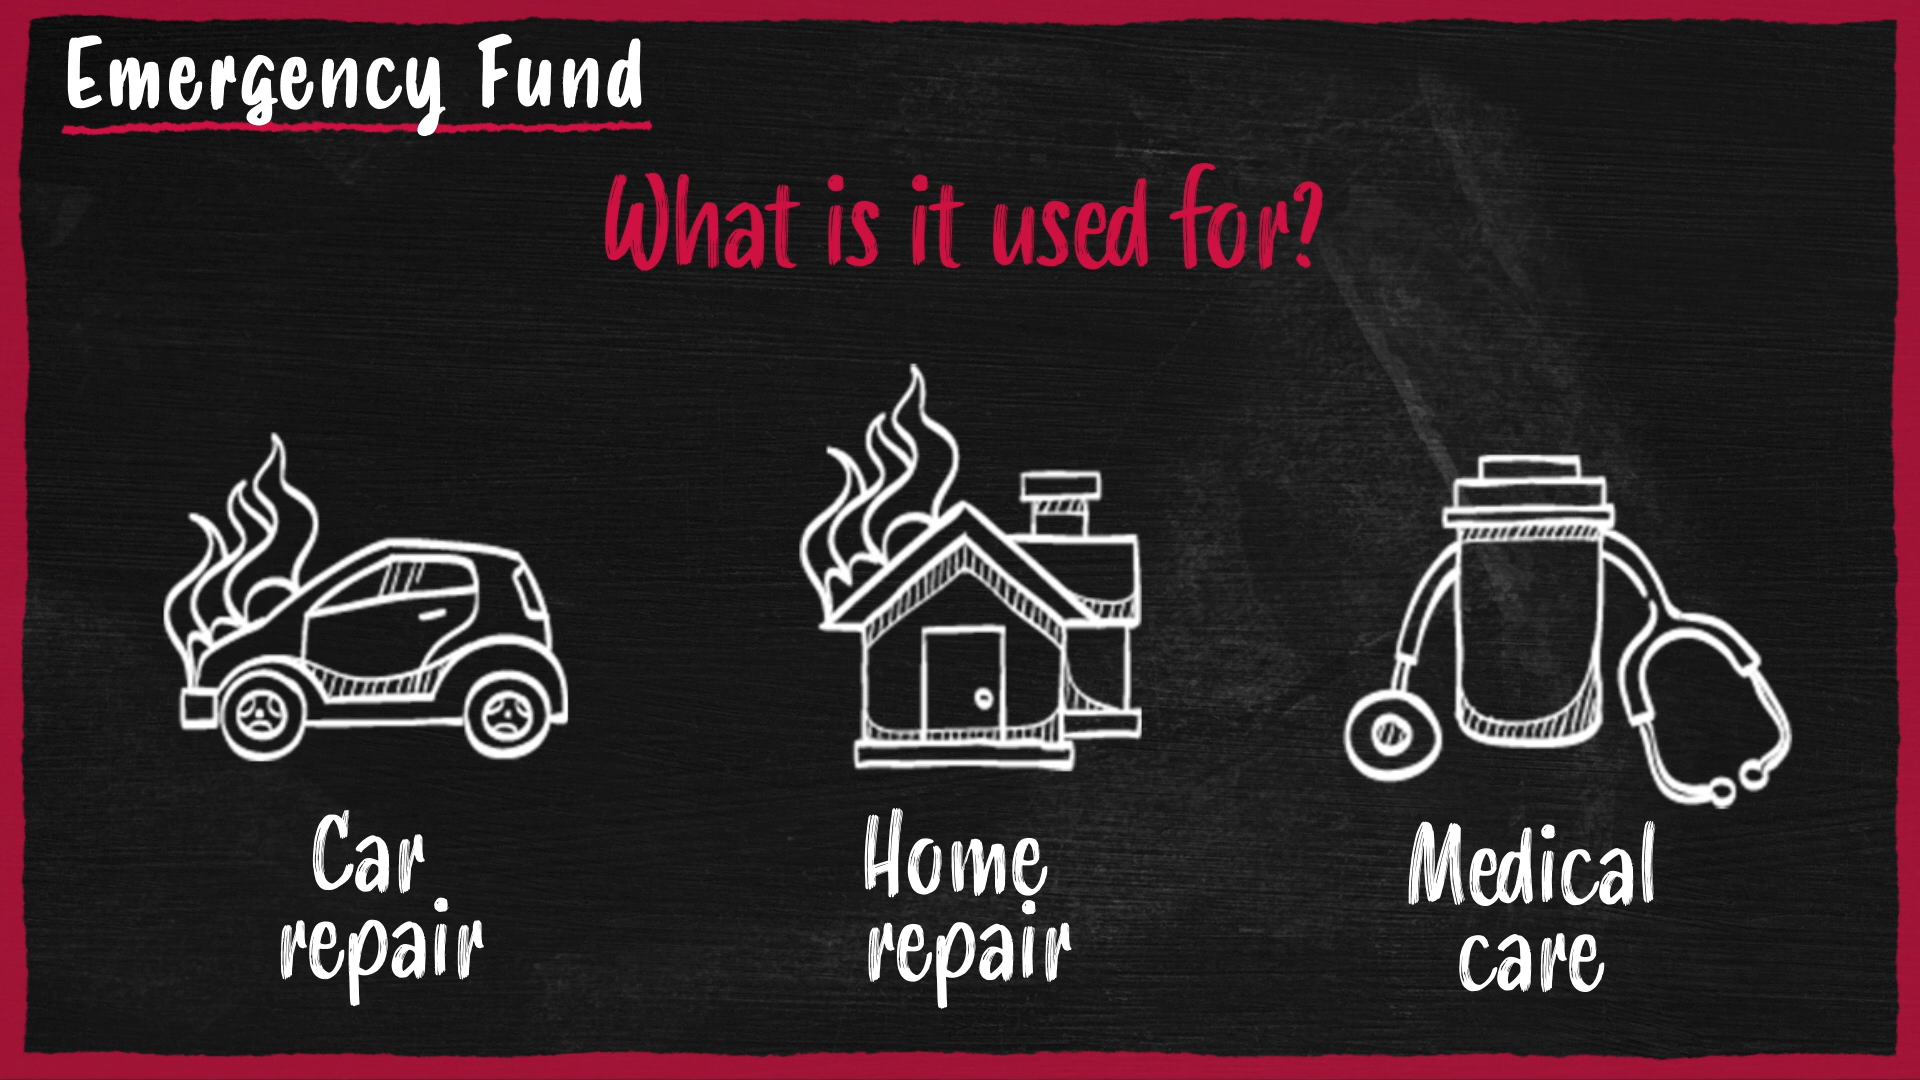 Emergency Fund
What is it used for?
Car
repair
Home
repair
Medical
care